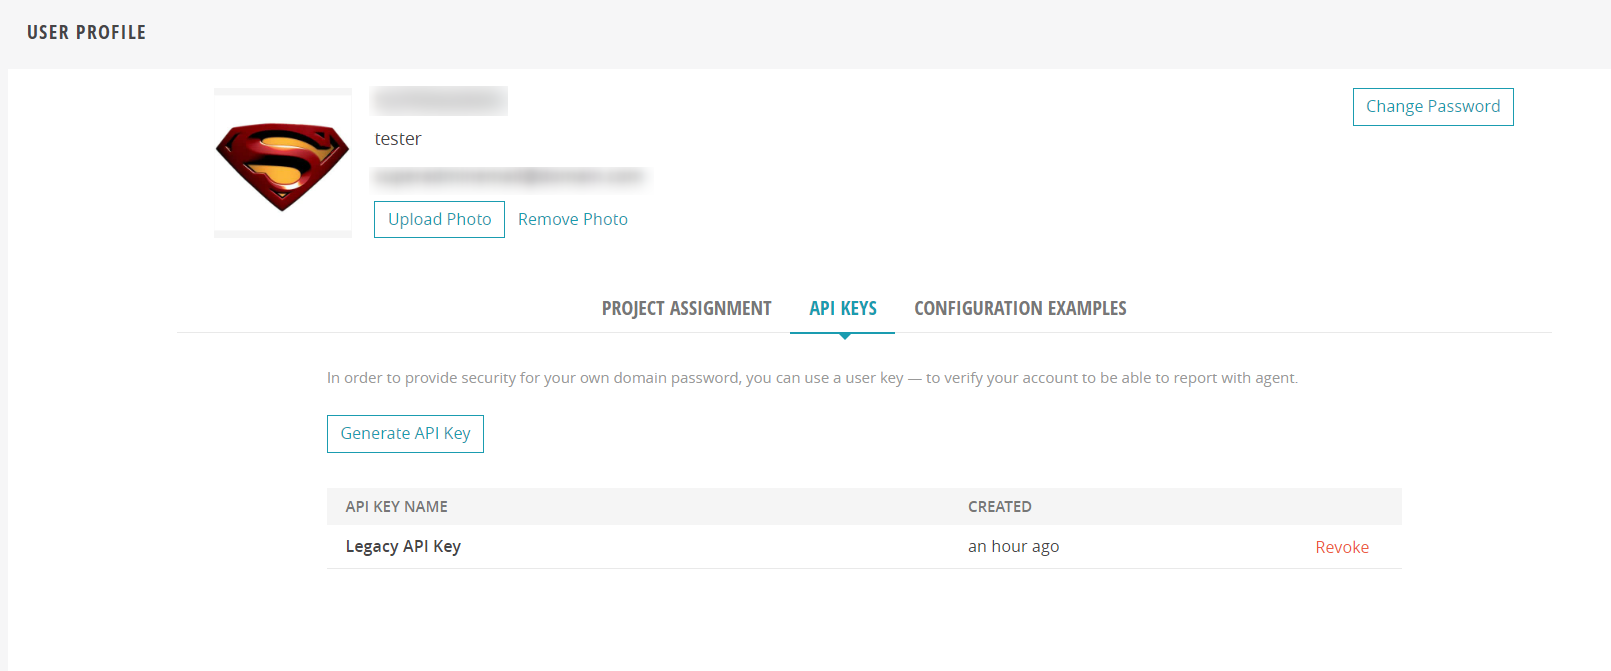 USER PROFILE
Change Password
tester
Upload Photo Remove Photo
PROJECT ASSIGNMENT API KEYS CONFIGURATION EXAMPLES
In order to provide security for your own domain password, you can use a user key — to verify your account to be able to report with agent.
Generate API Key
API KEY NAME CREATED
Legacy API Key an hour ago Revoke